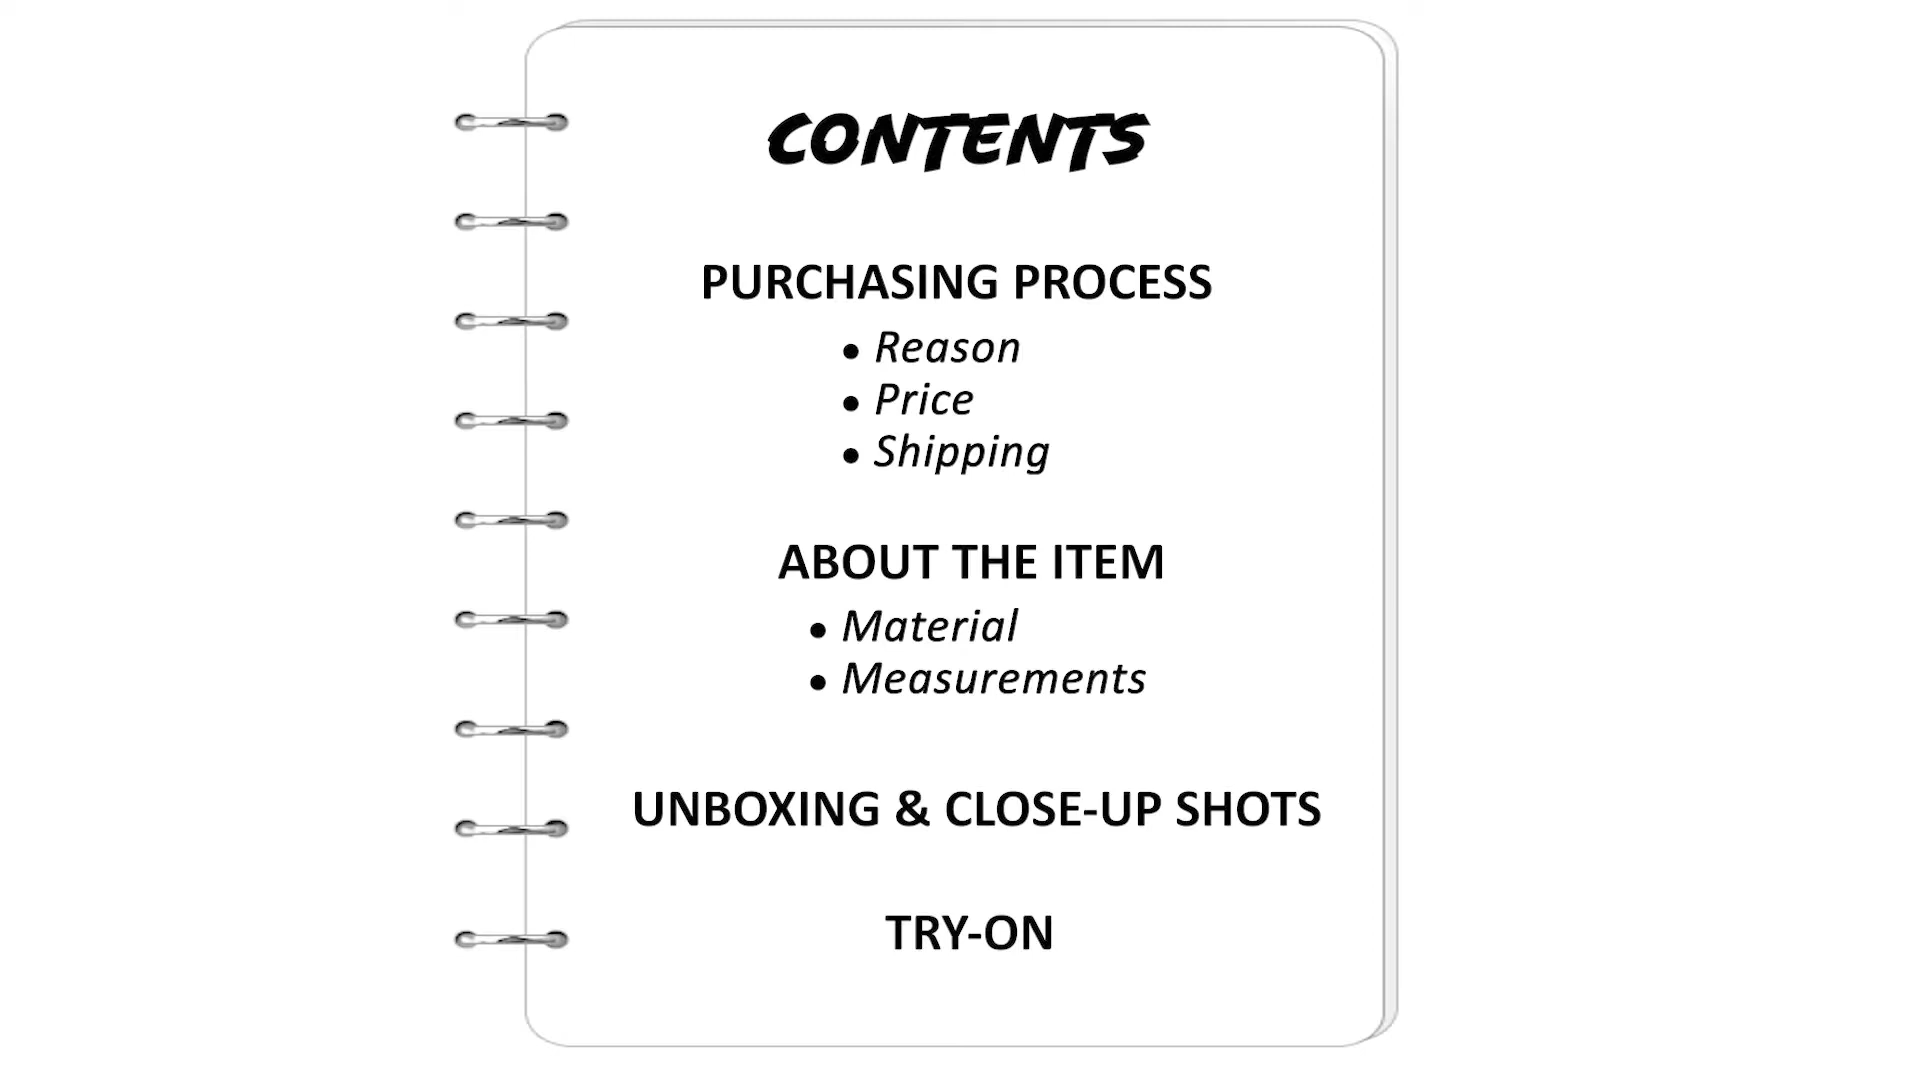 CONTENTS
PURCHASING PROCESS
• Reason
• Price
• Shipping
ABOUT THE ITEM
• Material
• Measurements
UNBOXING & CLOSE-UP SHOTS
TRY-ON